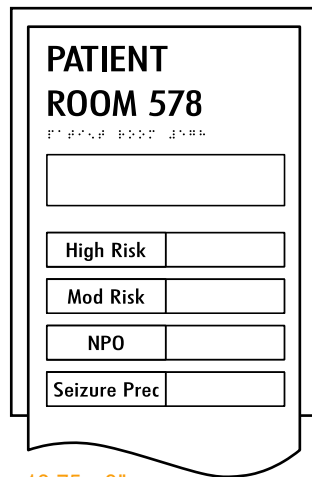 PATIENT
ROOM 578
High Risk
Mod Risk
NPO
Seizure Prec